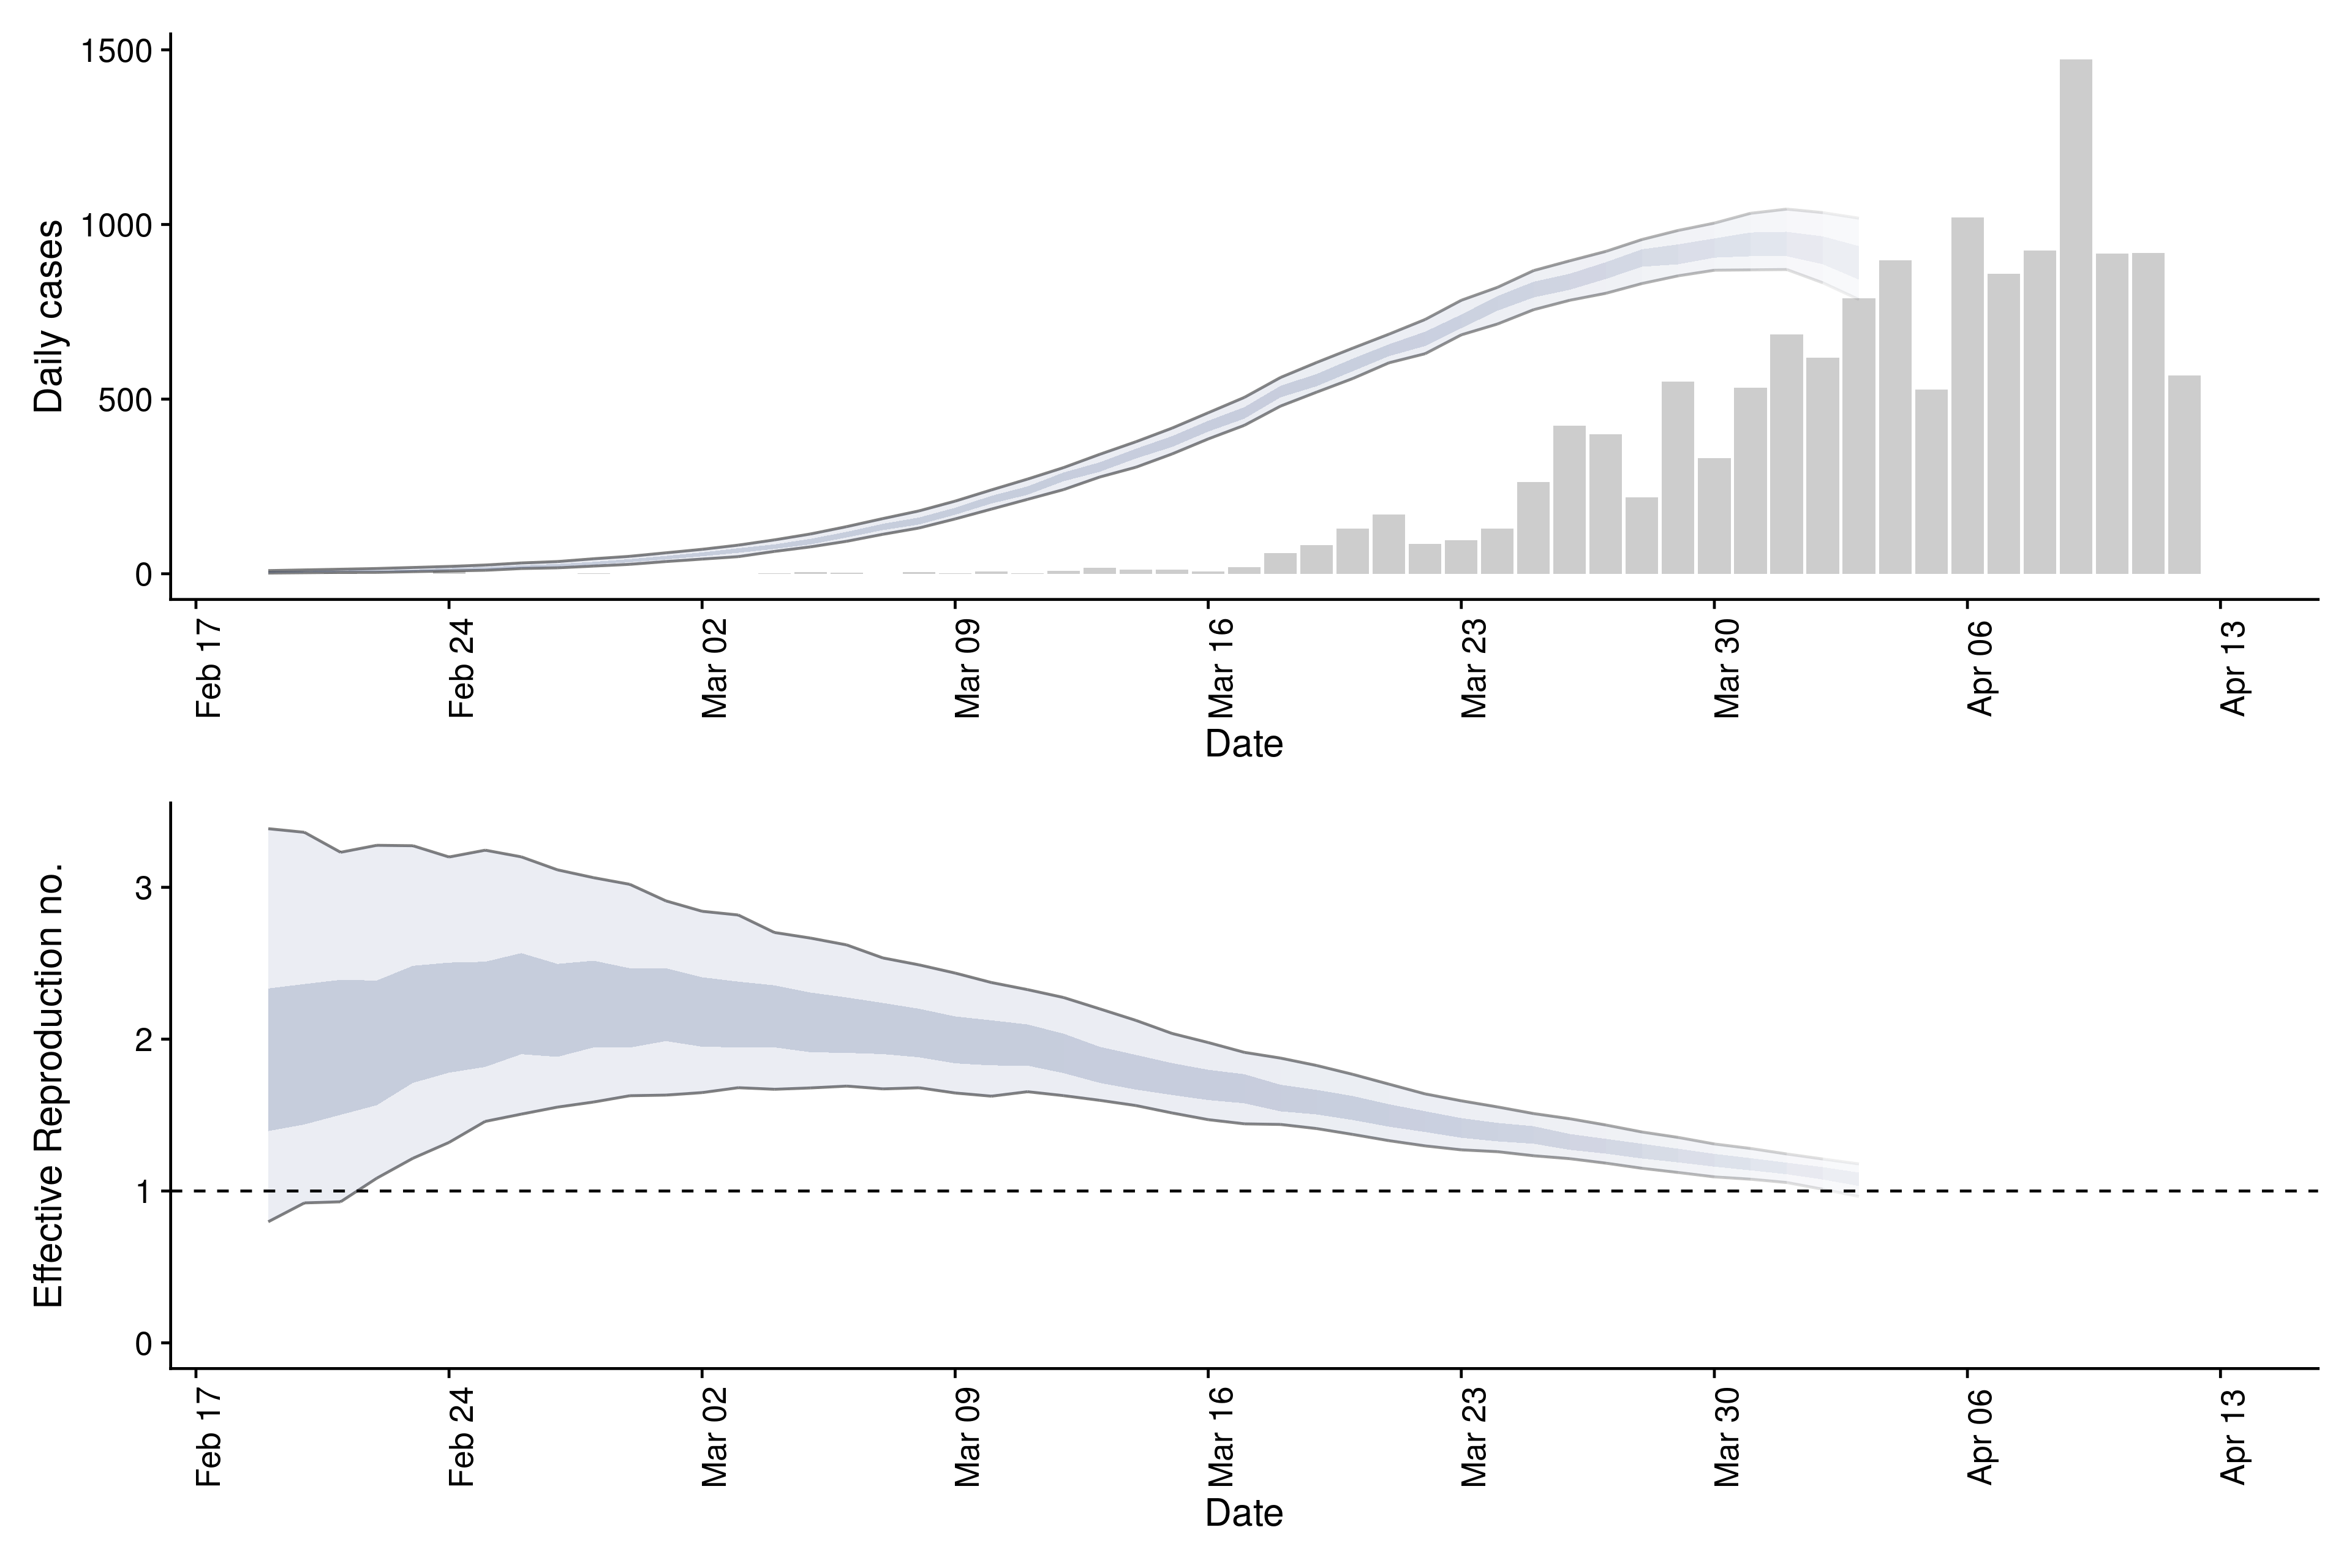 1500
1000
500
0
Daily cases
Feb 17
Feb 24
Mar 02
Mar 09
Mar 16
Mar 23
Mar 30
Apr 06
Apr 13
Date
3
2
1
0
Effective Reproduction no.
Feb 17
Feb 24
Mar 02
Mar 09
Mar 16
Mar 23
Mar 30
Apr 06
Apr 13
Date